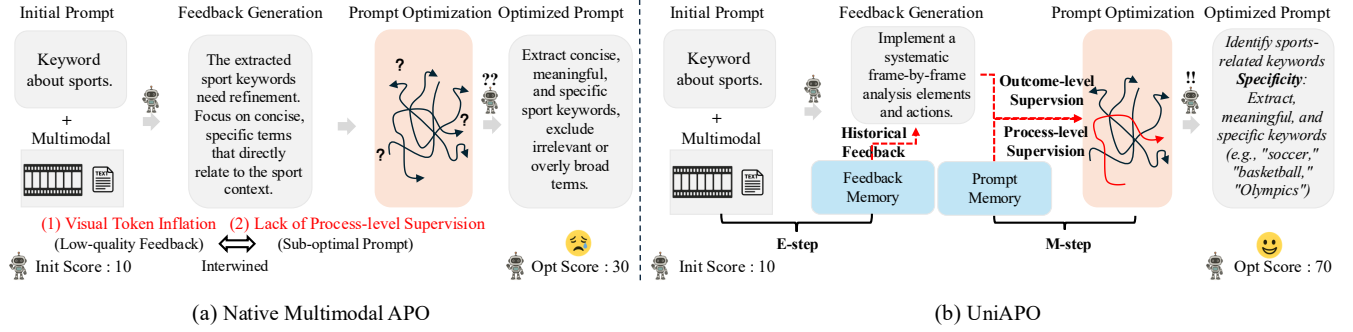 Initial Prompt
Feedback Generation
Prompt Optimization
Optimized Prompt
Keyword
about sports.
+
Multimodal
TEXT
The extracted
sport keywords
need refinement.
Focus on concise,
specific terms
that directly
relate to the sport
context.
?
?
?
??
Extract concise,
meaningful, and
specific sport
keywords,
exclude
irrelevant or
overly broad
terms.
(1) Visual Token Inflation
(2) Lack of Process-level Supervision
(Low-quality Feedback)
(Sub-optimal Prompt)
Interwined
Init Score : 10
Opt Score : 30
(a) Native Multimodal APO
Initial Prompt
Feedback Generation
Prompt Optimization
Optimized Prompt
Keyword
about sports.
+
Multimodal
TEXT
Implement a
systematic
frame-by-frame
analysis elements
and actions.
Historical
Feedback
Feedback
Memory
Prompt
Memory
Outcome-level
Supervsion
Process-level
Supervision
!!
Identify sports-
related keywords
Specificity:
Extract,
meaningful, and
specific keywords
(e.g., "soccer,"
"basketball,"
"Olympics")
E-step
M-step
Init Score : 10
Opt Score : 70
(b) UniAPO